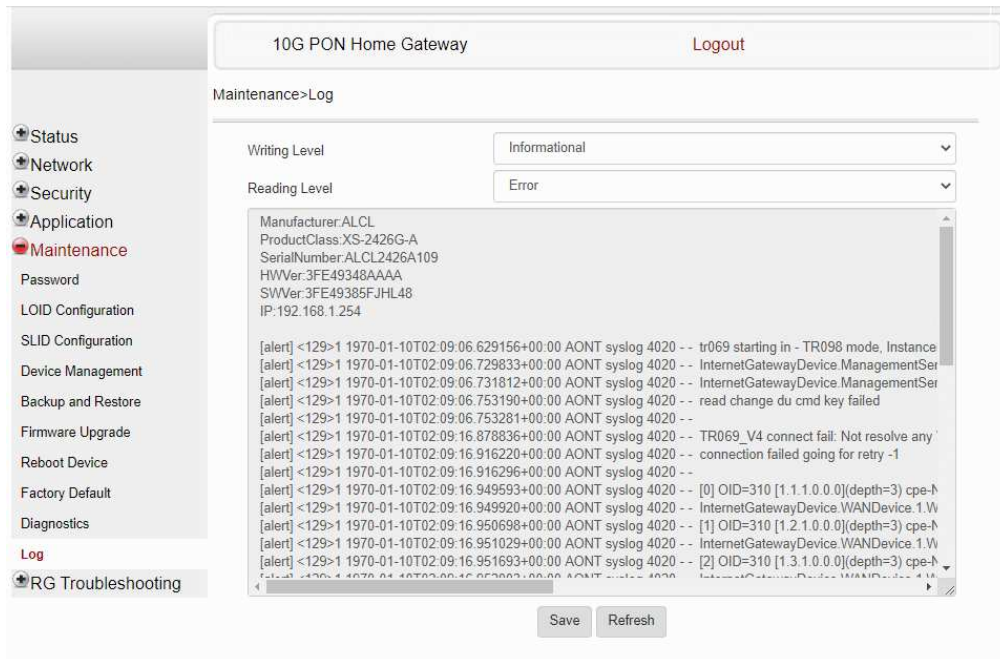 10G PON Home Gateway
Logout
Maintenance>Log
Status
Network
Security
Application
Maintenance
Password
LOID Configuration
SLID Configuration
Device Management
Backup and Restore
Firmware Upgrade
Reboot Device
Factory Default
Diagnostics
Log
RG Troubleshooting
Writing Level
Informational
Reading Level
Error
Manufacturer:ALCL
ProductClass:XS-2426G-A
SerialNumber:ALCL2426A109
HWVer:3FE49348AAAA
SWVer:3FE49385FJHL48
IP:192.168.1.254
[alert] <129>1 1970-01-10T02:09:06.629156+00:00 AONT syslog 4020 - - tr069 starting in - TR098 mode, Instance
[alert] <129>1 1970-01-10T02:09:06.729833+00:00 AONT syslog 4020 - - InternetGatewayDevice.ManagementSer
[alert] <129>1 1970-01-10T02:09:06.731812+00:00 AONT syslog 4020 - - InternetGatewayDevice.ManagementSer
[alert] <129>1 1970-01-10T02:09:06.753190+00:00 AONT syslog 4020 - - read change du cmd key failed
[alert] <129>1 1970-01-10T02:09:06.753281+00:00 AONT syslog 4020 - -
[alert] <129>1 1970-01-10T02:09:16.878836+00:00 AONT syslog 4020 - - TR069_V4 connect fail: Not resolve any
[alert] <129>1 1970-01-10T02:09:16.916220+00:00 AONT syslog 4020 - - connection failed going for retry -1
[alert] <129>1 1970-01-10T02:09:16.916296+00:00 AONT syslog 4020 - -
[alert] <129>1 1970-01-10T02:09:16.949593+00:00 AONT syslog 4020 - - [0] OID=310 [1.1.1.0.0.0](depth=3) cpe-N
[alert] <129>1 1970-01-10T02:09:16.949920+00:00 AONT syslog 4020 - - InternetGatewayDevice.WANDevice.1.W
[alert] <129>1 1970-01-10T02:09:16.950698+00:00 AONT syslog 4020 - - [1] OID=310 [1.2.1.0.0.0](depth=3) cpe-N
[alert] <129>1 1970-01-10T02:09:16.951029+00:00 AONT syslog 4020 - - InternetGatewayDevice.WANDevice.1.W
[alert] <129>1 1970-01-10T02:09:16.951693+00:00 AONT syslog 4020 - - [2] OID=310 [1.3.1.0.0.0](depth=3) cpe-N
Save
Refresh